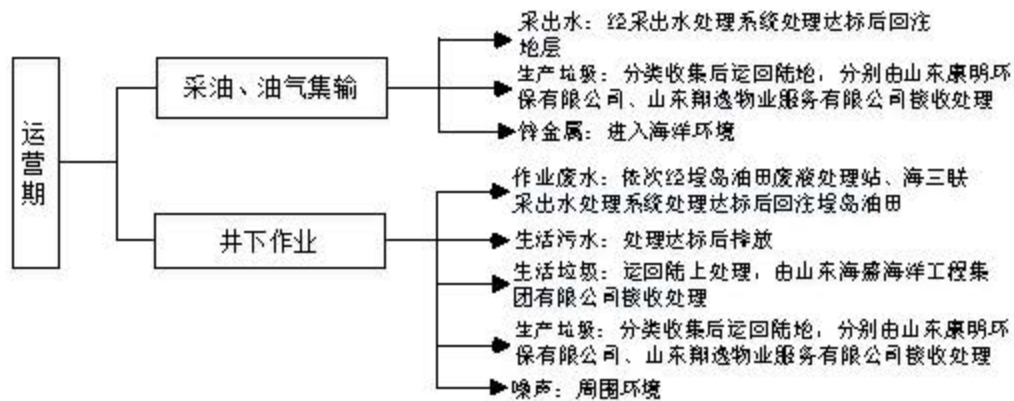 运营期
采油、油气集输
采出水：经采出水处理系统处理达标后回注
地层
生产垃圾：分类收集后运回陆地，分别由山东康明环
保有限公司、山东翔逸物业服务有限公司接收处理
锌金属：进入海洋环境
井下作业
作业废水：依次经埕岛油田废液处理站、海三联
采出水处理系统处理达标后回注埕岛油田
生活污水：处理达标后排放
生活垃圾：运回陆上处理，由山东海盛海洋工程集
团有限公司接收处理
生产垃圾：分类收集后运回陆地，分别由山东康明环
保有限公司、山东翔逸物业服务有限公司接收处理
噪声：周围环境